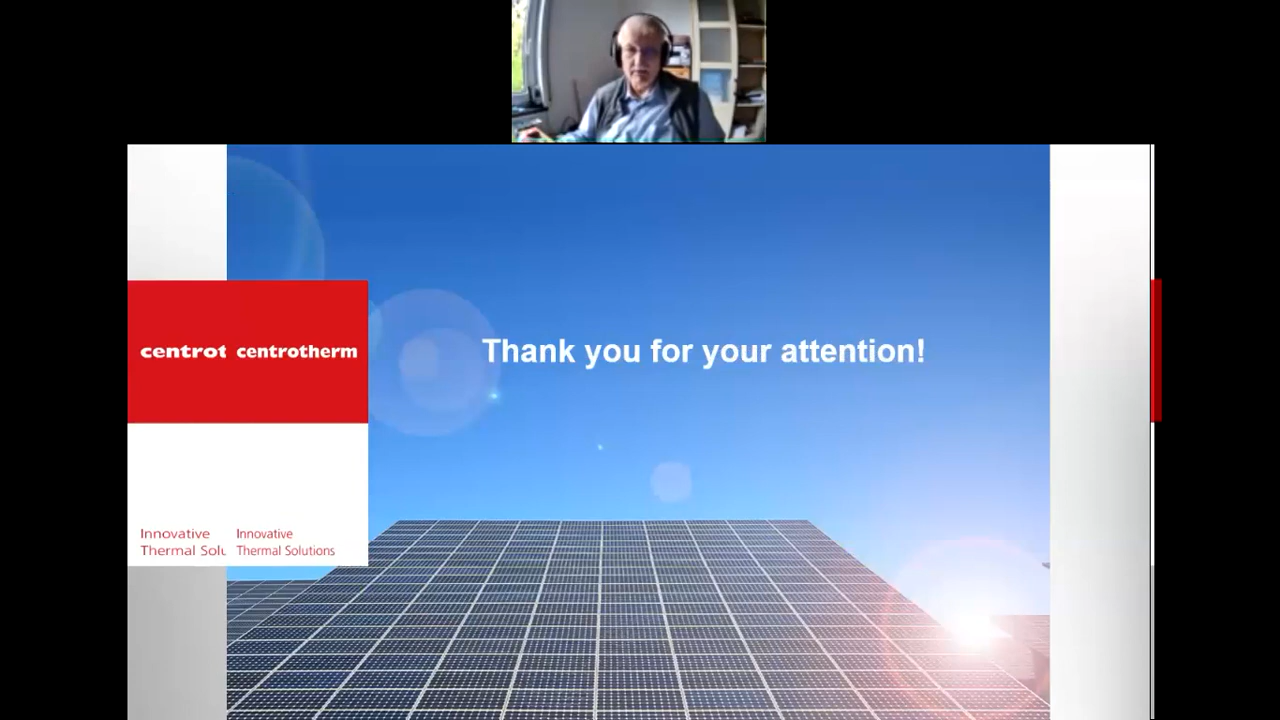 centrot centrotherm
Thank you for your attention!
Innovative Innovative
Thermal Solu Thermal Solutions